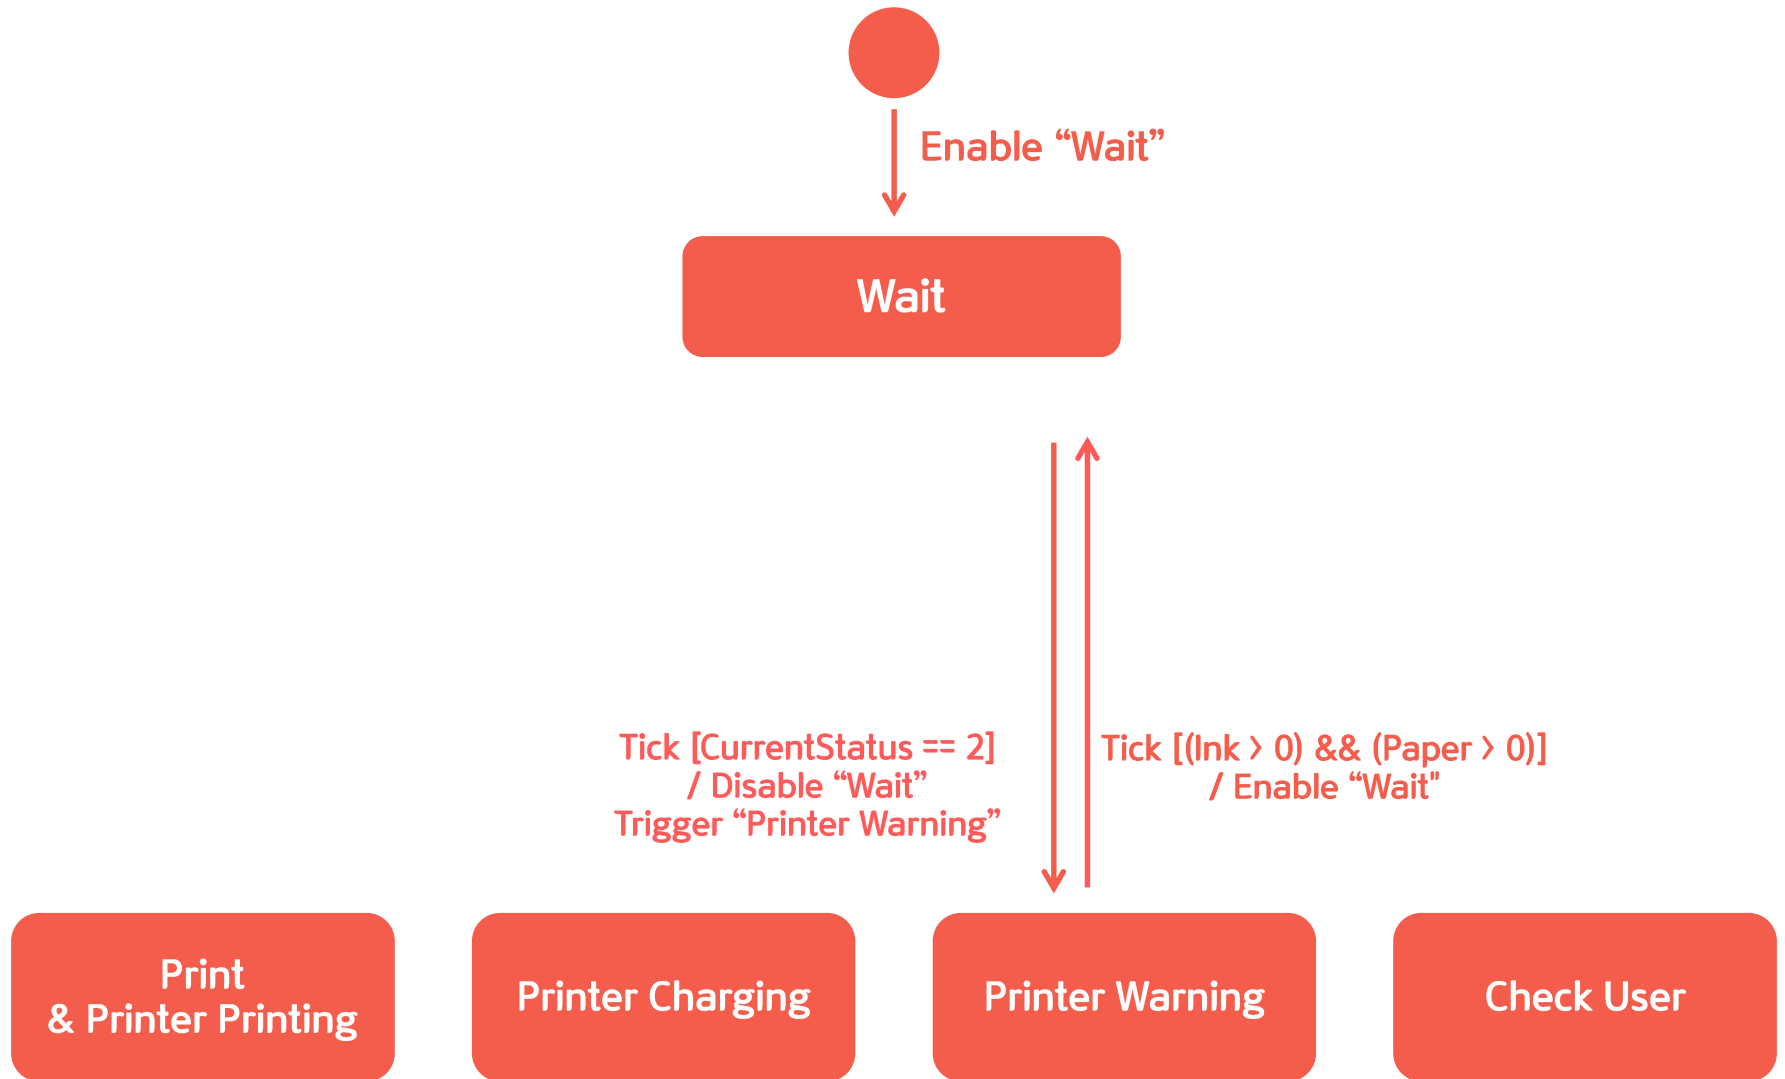 Enable “Wait”
Wait
Tick [CurrentStatus == 2]
/ Disable “Wait”
Trigger “Printer Warning”
Tick [(Ink > 0) && (Paper > 0)]
/ Enable “Wait"
Print
& Printer Printing
Printer Charging
Printer Warning
Check User